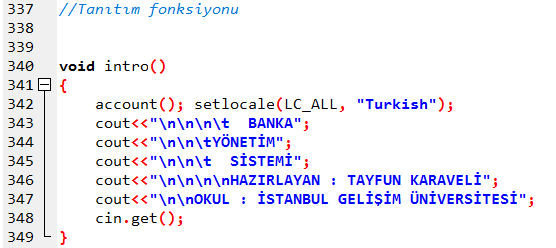 337 //Tanıtım fonksiyonu
338
339
340 void intro()
341 {
342 account(); setlocale(LC_ALL, "Turkish");
343 cout<<"\n\n\n\t  BANKA";
344 cout<<"\n\n\tYÖNETİM";
345 cout<<"\n\n\t  SİSTEMİ";
346 cout<<"\n\n\n\nHAZIRLAYAN : TAYFUN KARAVELİ";
347 cout<<"\n\nOKUL : İSTANBUL GELİŞİM ÜNİVERSİTESİ";
348 cin.get();
349 }